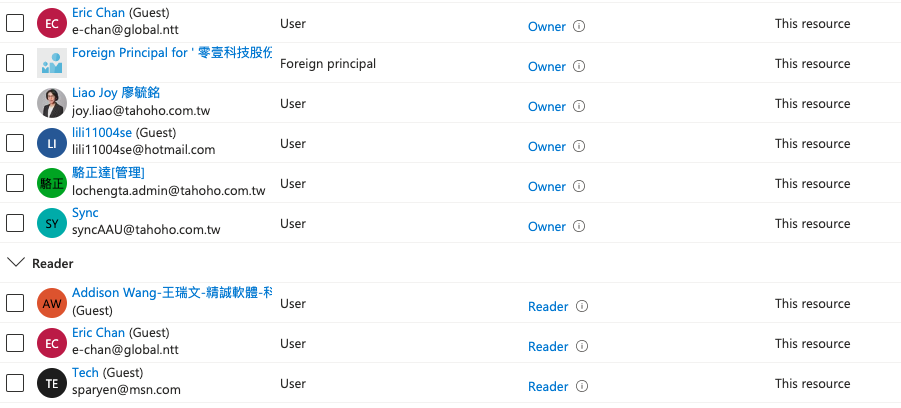 EC
Eric Chan (Guest)
e-chan@global.ntt
User
Owner
This resource
Foreign Principal for ' 零壹科技股份
Foreign principal
Owner
This resource
Liao Joy 廖毓銘
joy.liao@tahoho.com.tw
User
Owner
This resource
LI
lili11004se (Guest)
lili11004se@hotmail.com
User
Owner
This resource
駱正
駱正達[管理]
lochengta.admin@tahoho.com.tw
User
Owner
This resource
SY
Sync
syncAAU@tahoho.com.tw
User
Owner
This resource
Reader
AW
Addison Wang-王瑞文-精誠軟體-科
(Guest)
User
Reader
This resource
EC
Eric Chan (Guest)
e-chan@global.ntt
User
Reader
This resource
TE
Tech (Guest)
sparyen@msn.com
User
Reader
This resource